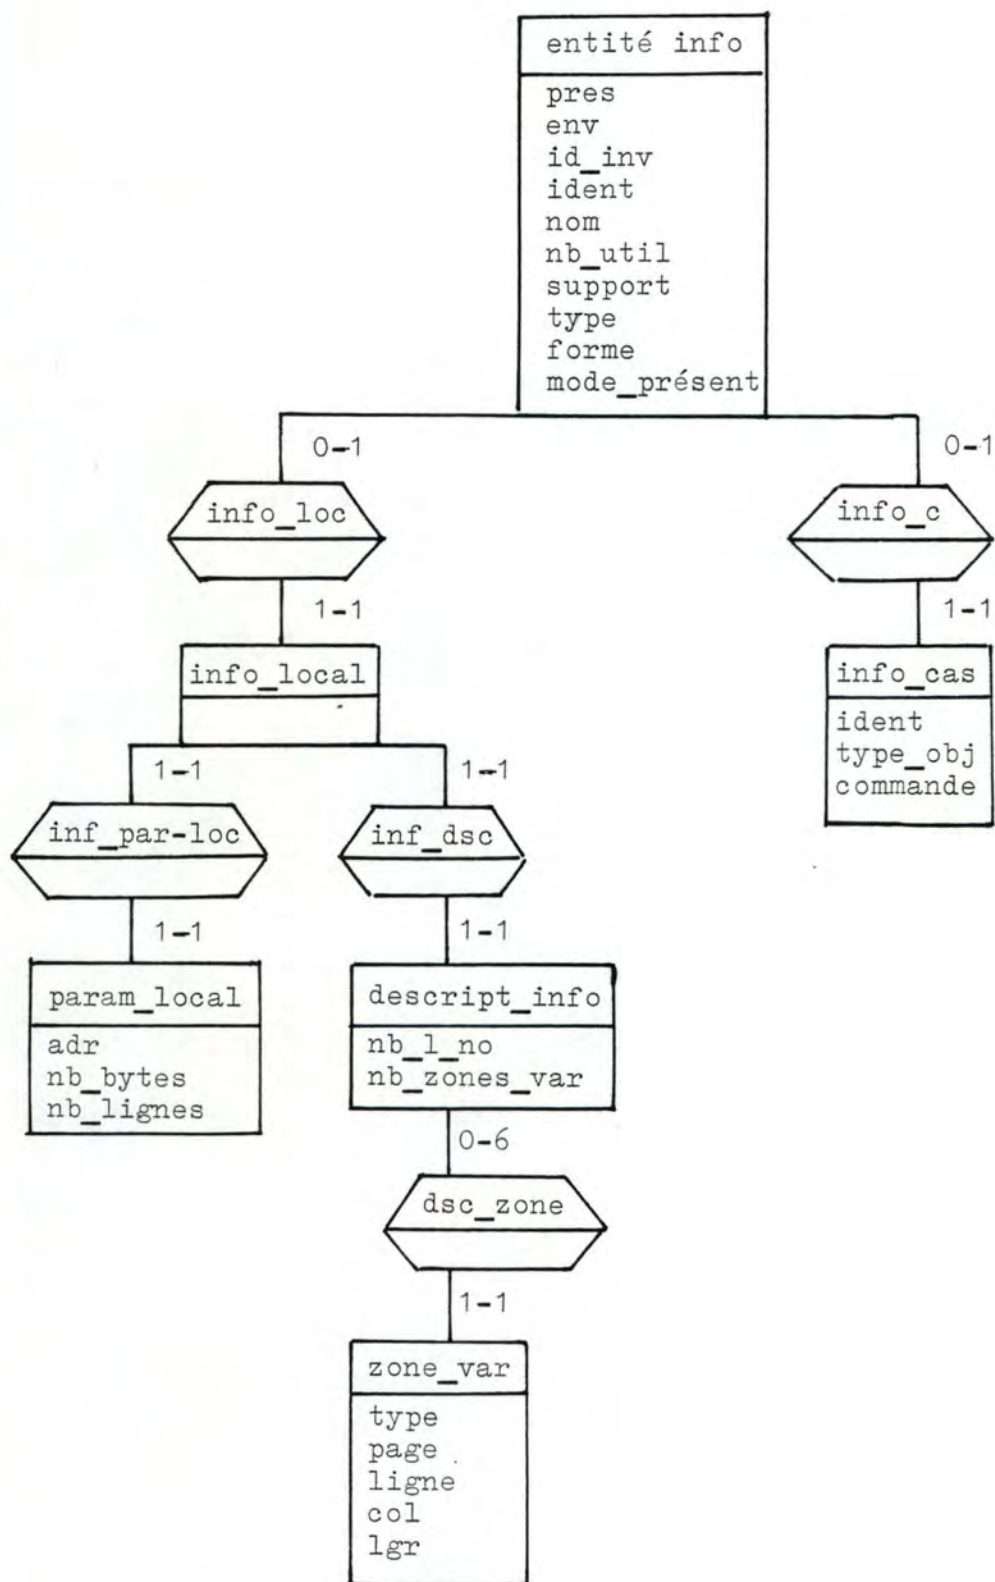 entité info
pres
env
id_inv
ident
nom
nb_util
support
type
forme
mode_présent
0-1
0-1
info_loc
info_c
1-1
1-1
info_local
info_cas
ident
type_obj
commande
1-1
1-1
inf_par-loc
inf_dsc
1-1
1-1
param_local
descript_info
adr
nb_bytes
nb_lignes
nb_l_no
nb_zones_var
0-6
dsc_zone
1-1
zone_var
type
page
ligne
col
lgr